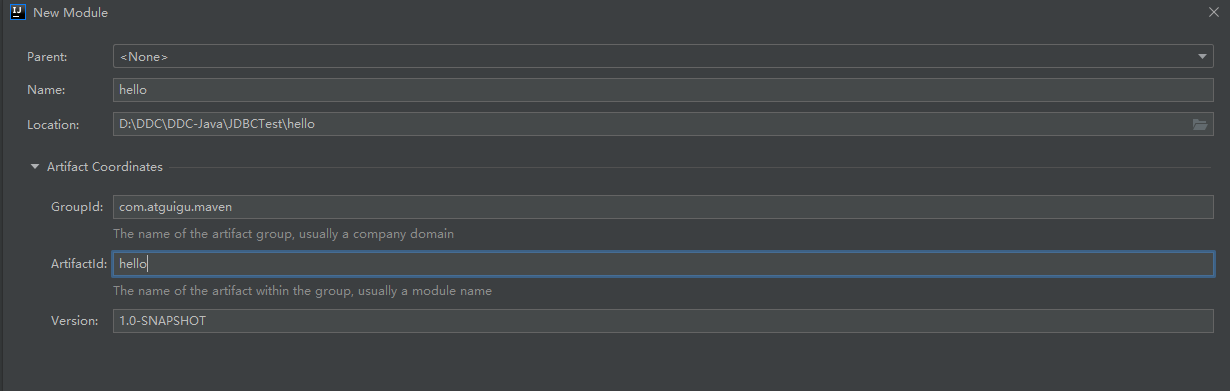 New Module
Parent: <None>
Name: hello
Location: D:\DDC\DDC-Java\JDBCTest\hello
Artifact Coordinates
GroupId: com.atguigu.maven
The name of the artifact group, usually a company domain
ArtifactId: hello
The name of the artifact within the group, usually a module name
Version: 1.0-SNAPSHOT